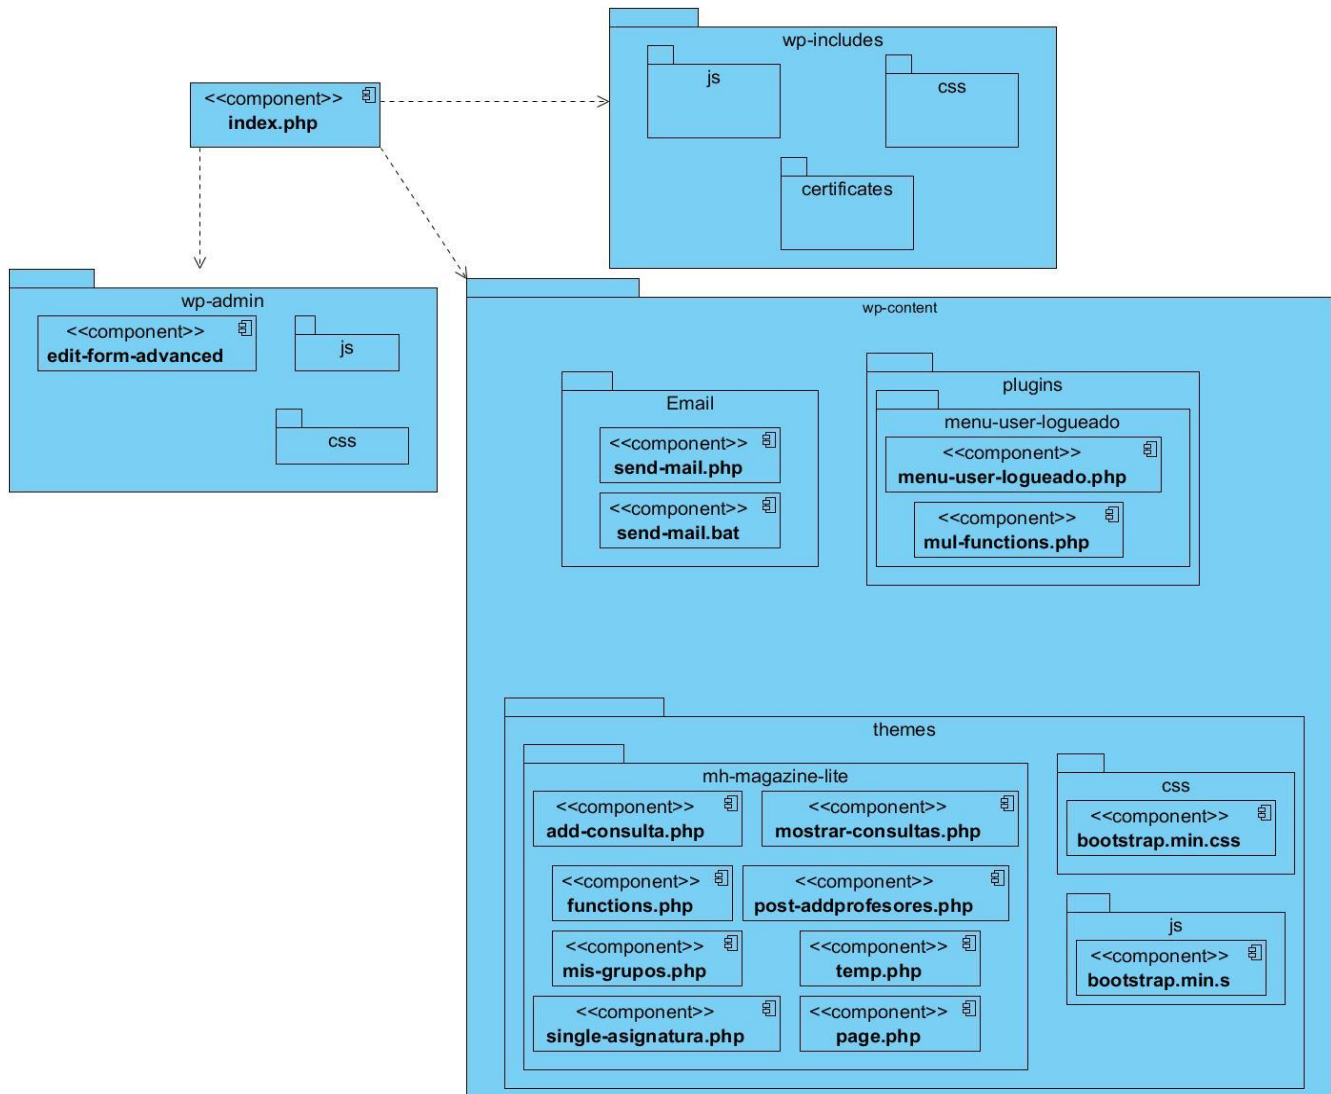 wp-includes
js
css
certificates
<<component>>
index.php
wp-admin
<<component>>
edit-form-advanced
js
css
wp-content
Email
<<component>>
send-mail.php
<<component>>
send-mail.bat
plugins
menu-user-logueado
<<component>>
menu-user-logueado.php
<<component>>
mul-functions.php
themes
mh-magazine-lite
<<component>>
add-consulta.php
<<component>>
mostrar-consultas.php
<<component>>
functions.php
<<component>>
post-addprofesores.php
<<component>>
mis-grupos.php
<<component>>
temp.php
<<component>>
single-asignatura.php
<<component>>
page.php
css
<<component>>
bootstrap.min.css
js
<<component>>
bootstrap.min.s